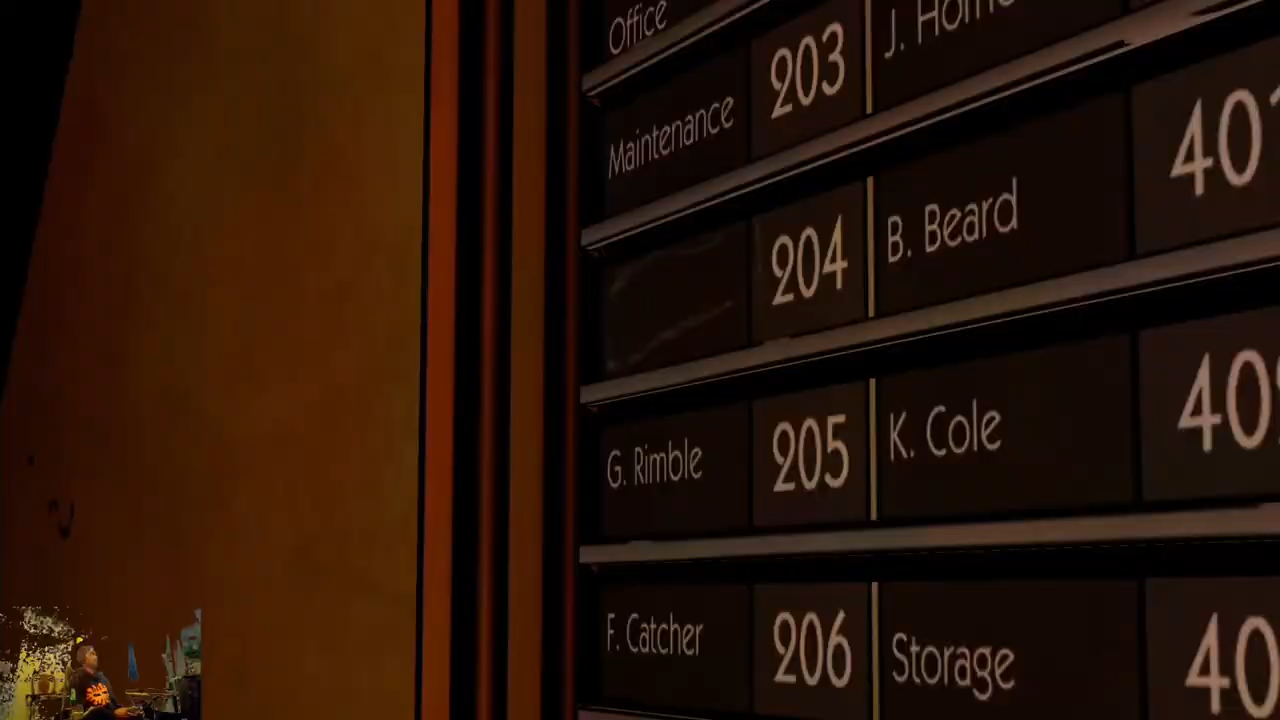 Office
Maintenance 203 J.
204 B. Beard
G. Rimble 205 K. Cole
F. Catcher 206 Storage